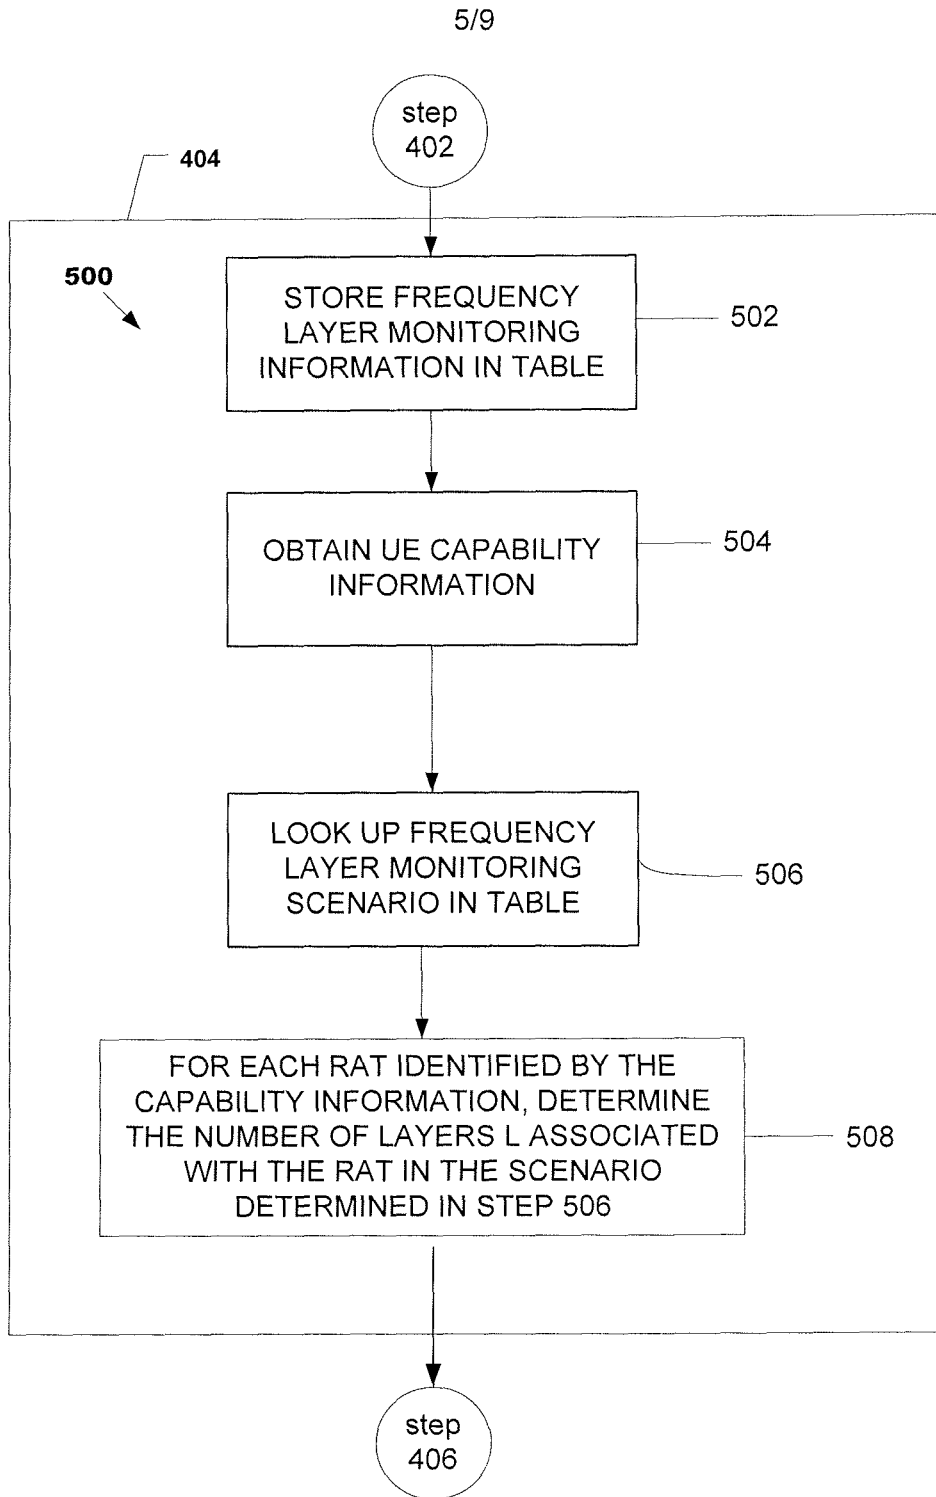 5/9
step
402
404
500
STORE FREQUENCY
LAYER MONITORING
INFORMATION IN TABLE
502
OBTAIN UE CAPABILITY
INFORMATION
504
LOOK UP FREQUENCY
LAYER MONITORING
SCENARIO IN TABLE
506
FOR EACH RAT IDENTIFIED BY THE
CAPABILITY INFORMATION, DETERMINE
THE NUMBER OF LAYERS L ASSOCIATED
WITH THE RAT IN THE SCENARIO
DETERMINED IN STEP 506
508
step
406